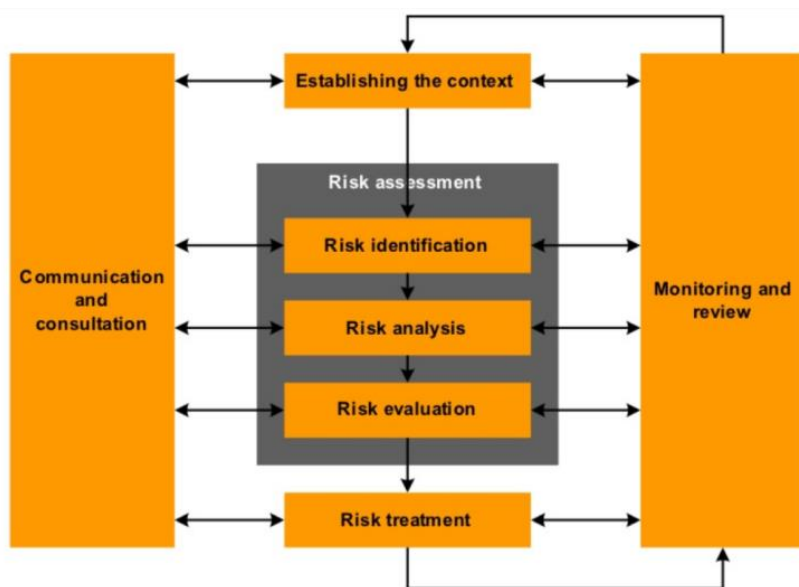 Establishing the context
Risk assessment
Risk identification
Communication
and
consultation
Monitoring and
review
Risk analysis
Risk evaluation
Risk treatment